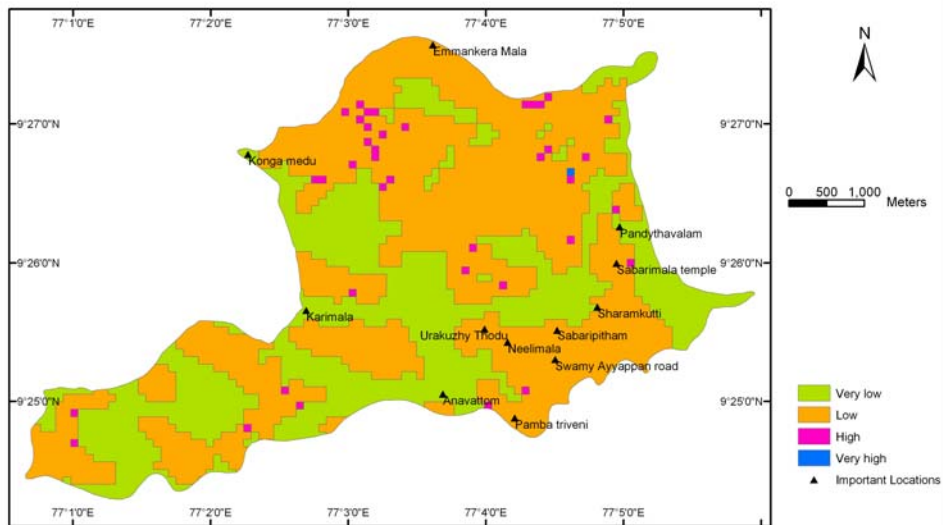 77°1'0"E 77°2'0"E 77°3'0"E 77°4'0"E 77°5'0"E
N
Emmankera Mala
9°27'0"N 9°27'0"N
Konga medu
0 500 1,000 Meters
Pandythavalam
9°26'0"N Sabarimala temple 9°26'0"N
Karimala Sharamkutti
Urakuzhy Thodu Sabaripitham
Neelimala
Swamy Ayyappan road
Very low
9°25'0"N Anavattom 9°25'0"N
Low
Pamba triveni
High
Very high
Important Locations
77°1'0"E 77°2'0"E 77°3'0"E 77°4'0"E 77°5'0"E